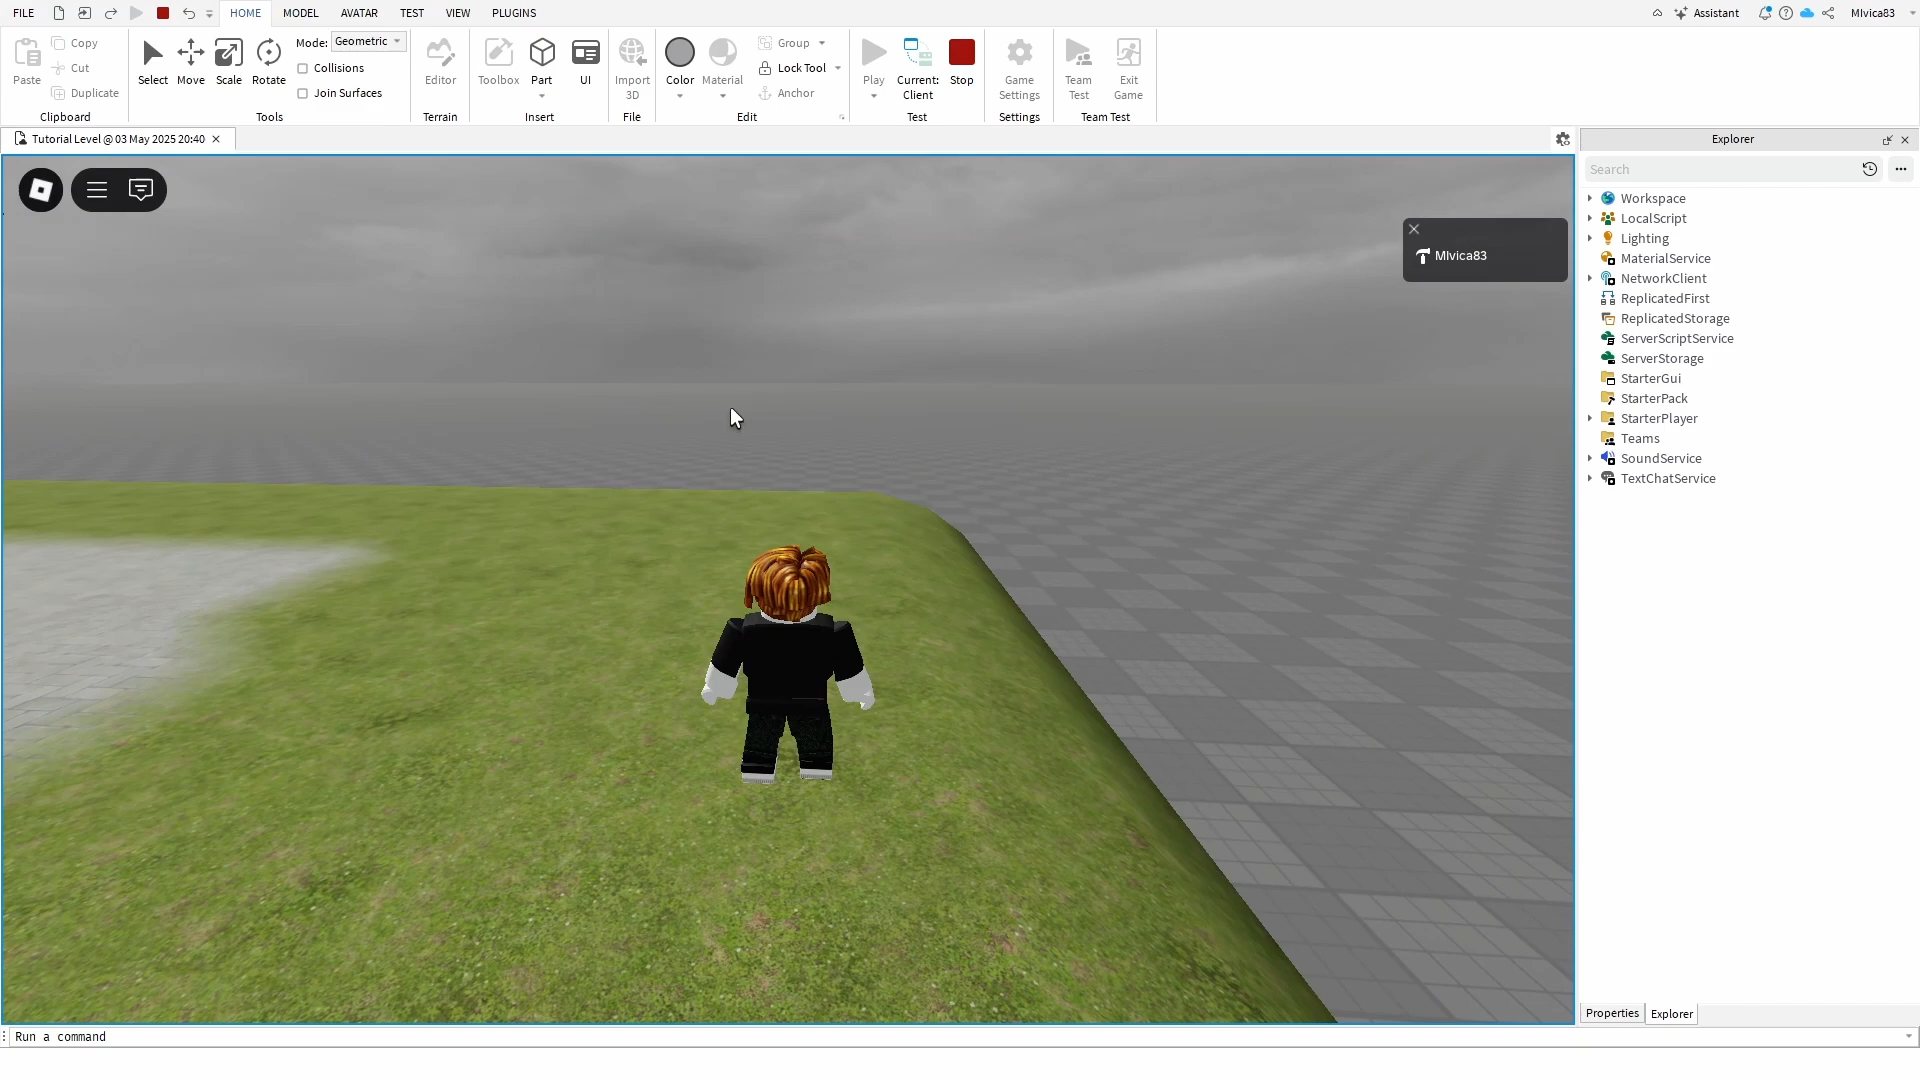 FILE HOME MODEL AVATAR TEST VIEW PLUGINS Assistant MIvica83
Paste Copy Cut Duplicate
Clipboard
Select Move Scale Rotate Mode: Geometric
Collisions
Join Surfaces
Tools
Editor
Terrain
Toolbox Part UI
Insert
Import
3D
File
Color Material Group
Lock Tool
Anchor
Edit
Play Current:
Client Stop
Test
Game
Settings
Settings
Team
Test Exit
Game
Team Test
Tutorial Level @ 03 May 2025 20:40
MIvica83
Explorer
Search
Workspace
LocalScript
Lighting
MaterialService
NetworkClient
ReplicatedFirst
ReplicatedStorage
ServerScriptService
ServerStorage
StarterGui
StarterPack
StarterPlayer
Teams
SoundService
TextChatService
Properties Explorer
Run a command